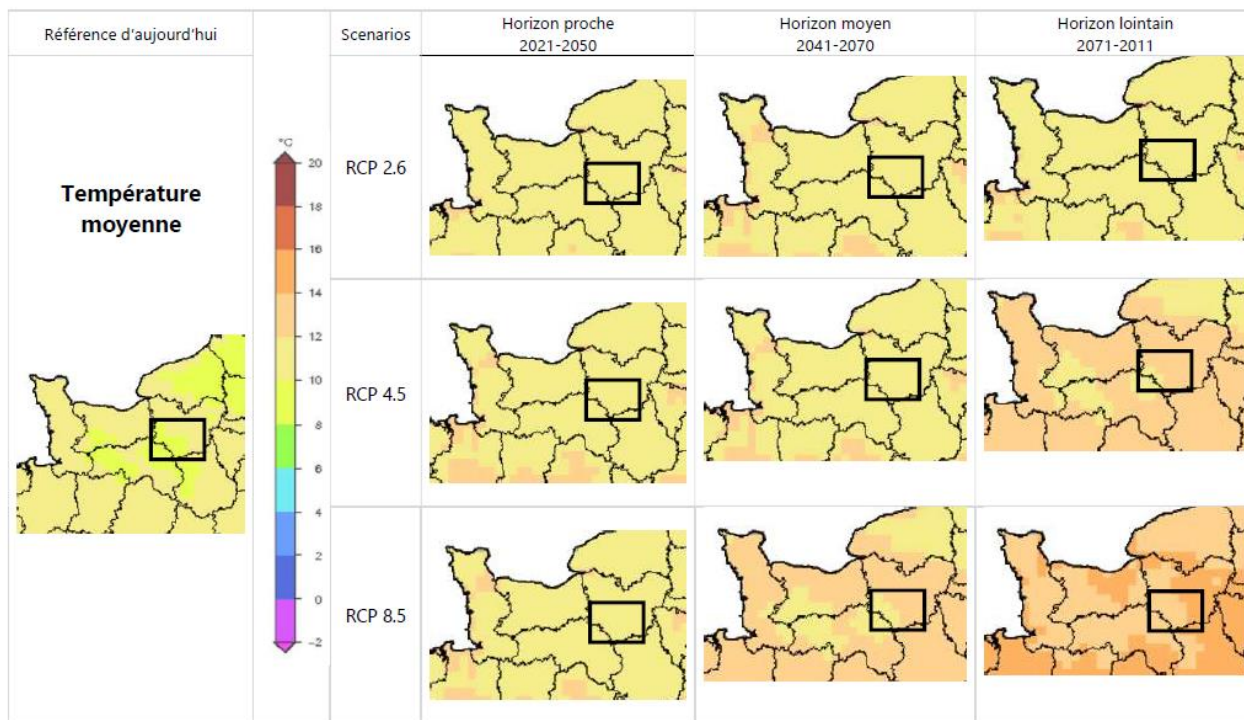 Référence d'aujourd'hui
Scenarios
Horizon proche
2021-2050
Horizon moyen
2041-2070
Horizon lointain
2071-2011
Température
moyenne
°C
20
18
16
14
12
10
8
6
4
2
0
−2
RCP 2.6
RCP 4.5
RCP 8.5